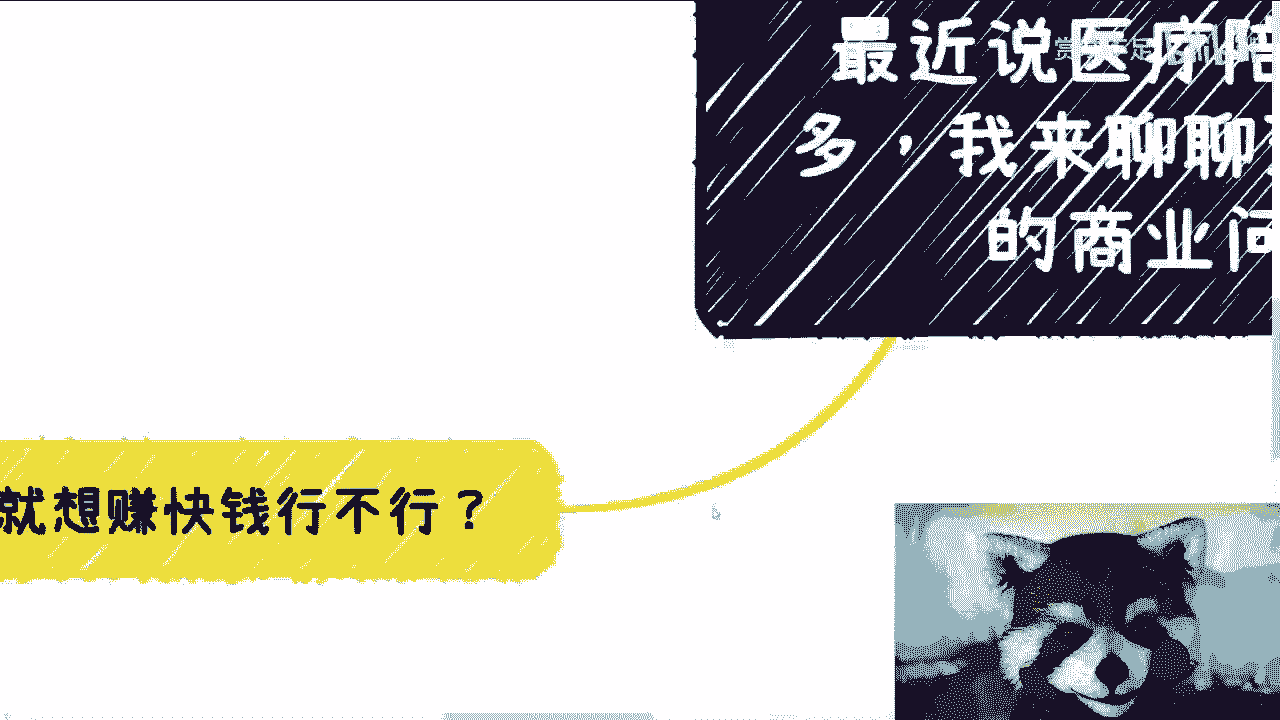 最近说医疗陪
多，我来聊聊
的商业问
就想赚快钱行不行？